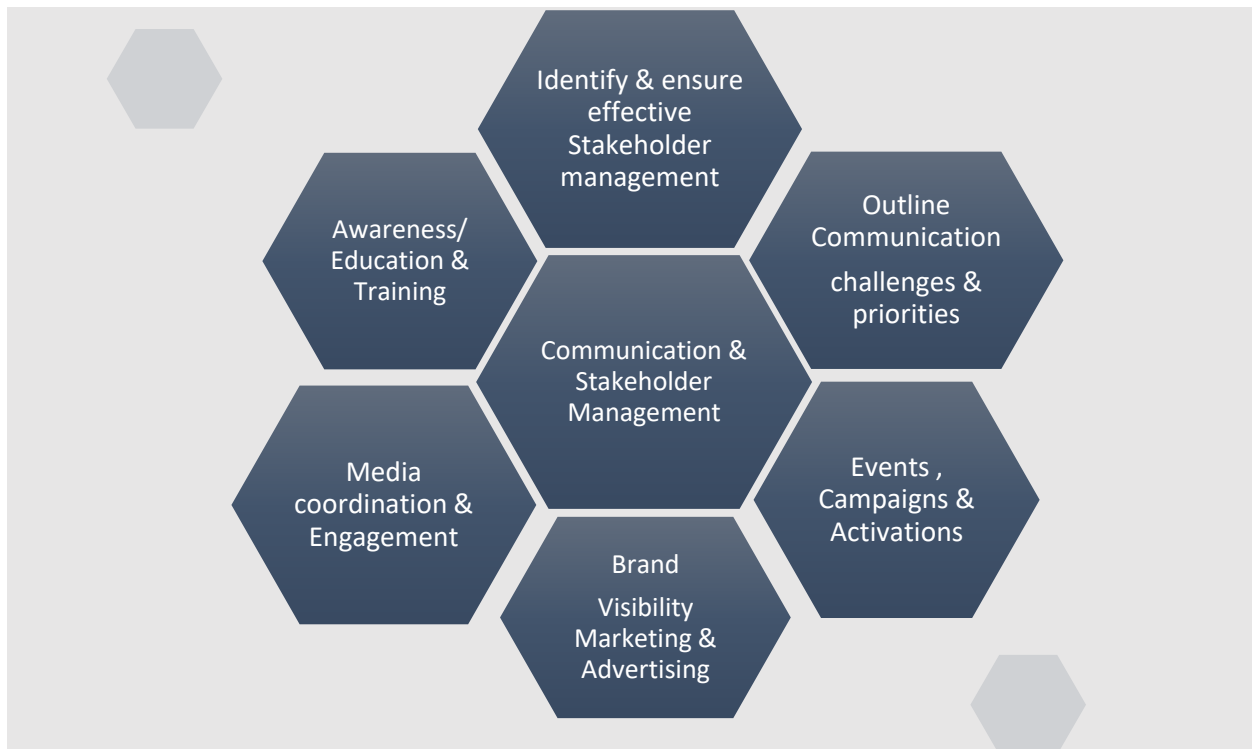 Identify & ensure
effective
Stakeholder
management
Outline
Communication
challenges &
priorities
Awareness/
Education &
Training
Communication &
Stakeholder
Management
Events ,
Campaigns &
Activations
Media
coordination &
Engagement
Brand
Visibility
Marketing &
Advertising